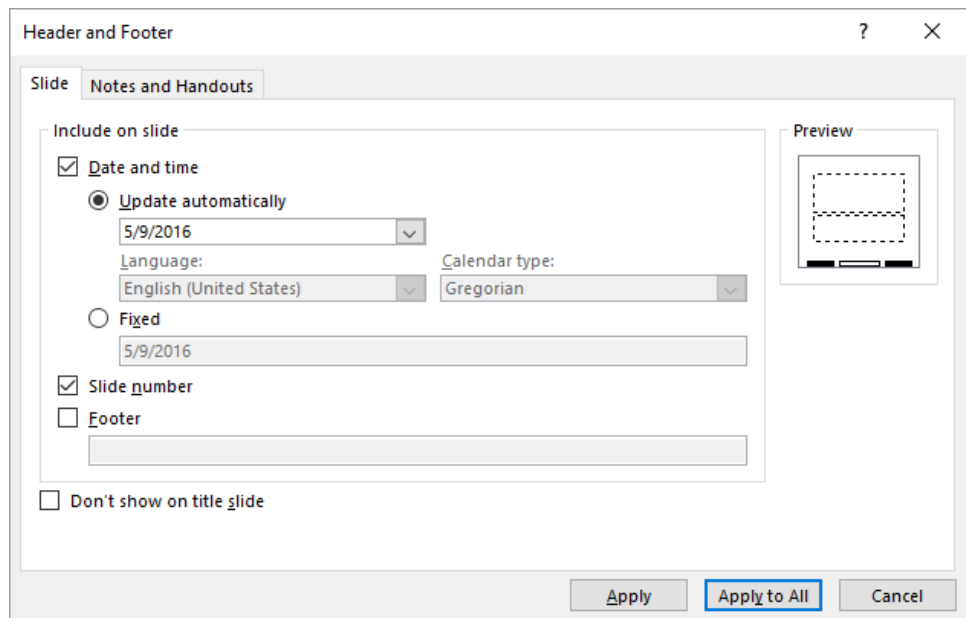 Header and Footer ?
Slide Notes and Handouts
Include on slide Preview
Date and time
Update automatically
5/9/2016
Language: Calendar type:
English (United States) Gregorian
Fixed
5/9/2016
Slide number
Footer
Don't show on title slide
Apply Apply to All Cancel